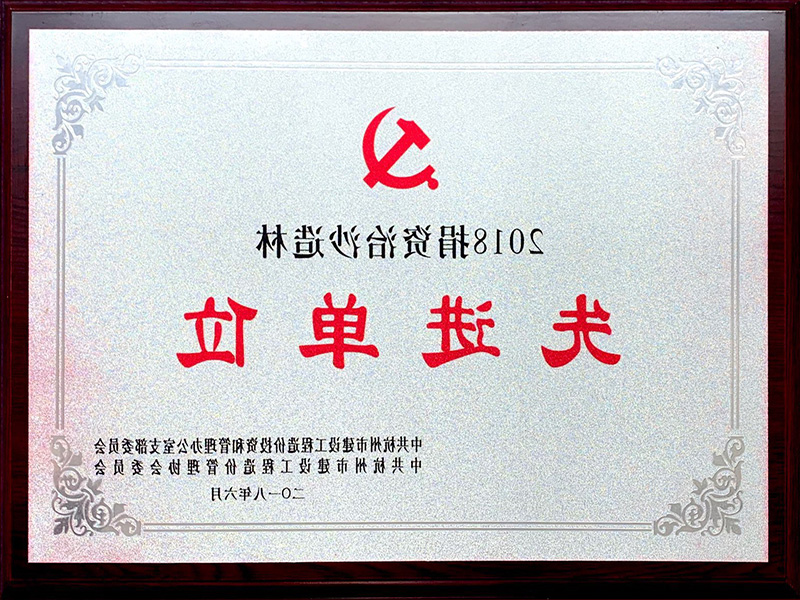 2018捐资治沙造林
先进单位
中共杭州市建设工程造价投资和管理办公室支部委员会
中共杭州市建设工程造价管理协会委员会
二〇一八年六月